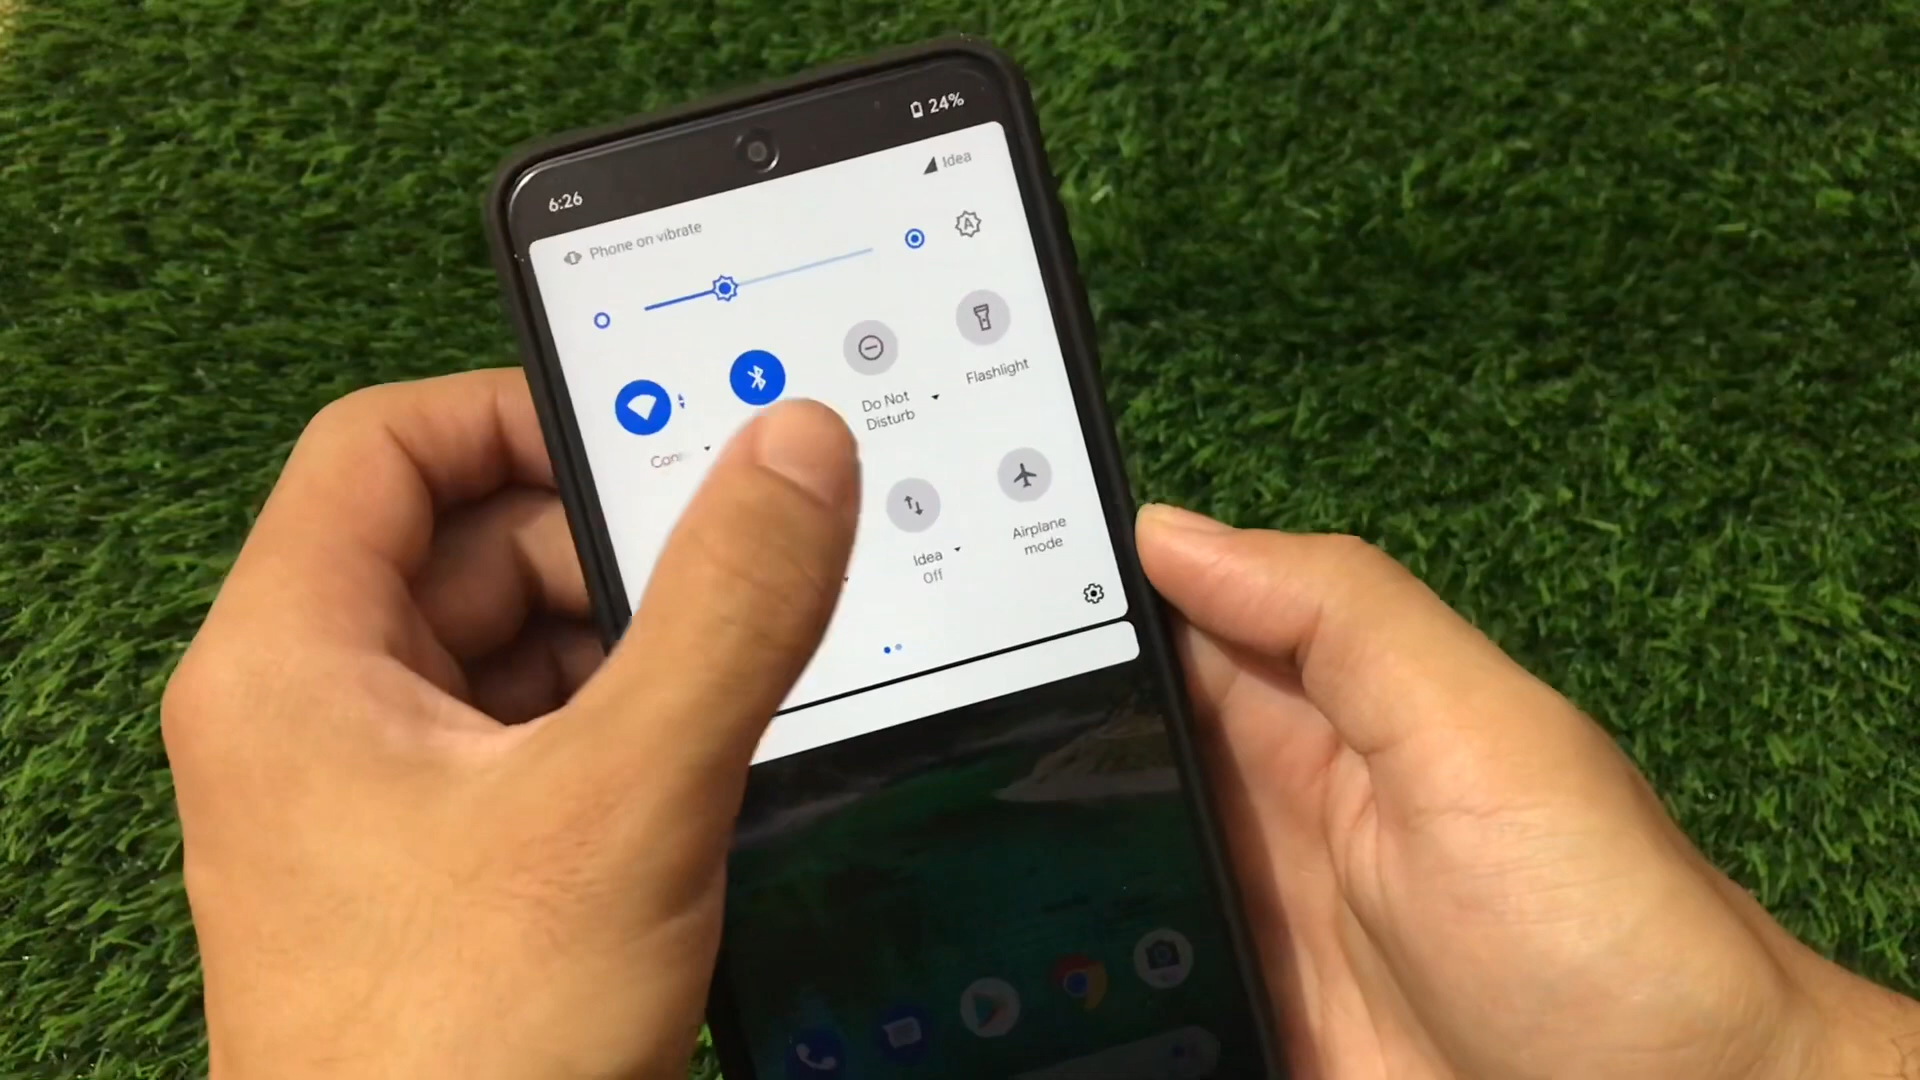 6:26
24%
Phone on vibrate
Idea
Do Not
Disturb
Flashlight
Idea
Off
Airplane
mode